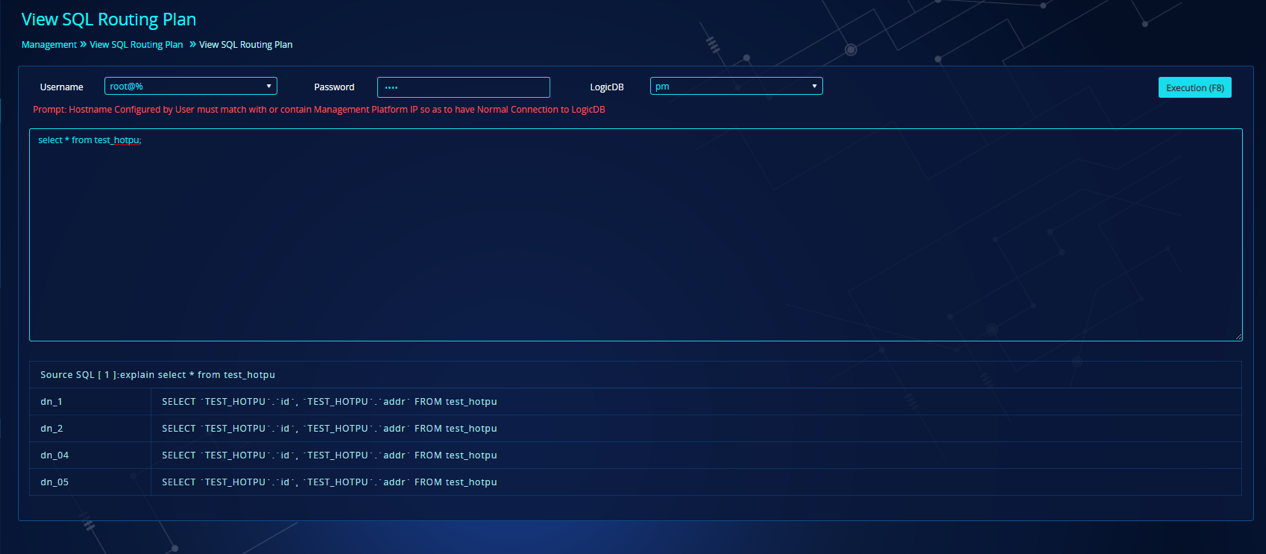 View SQL Routing Plan
Management » View SQL Routing Plan » View SQL Routing Plan
Username root@% Password •••• LogicDB pm Execution (F8)
Prompt: Hostname Configured by User must match with or contain Management Platform IP so as to have Normal Connection to LogicDB
select * from test_hotpu;
Source SQL [ 1 ]:explain select * from test_hotpu
dn_1 SELECT `TEST_HOTPU`.`id`, `TEST_HOTPU`.`addr` FROM test_hotpu
dn_2 SELECT `TEST_HOTPU`.`id`, `TEST_HOTPU`.`addr` FROM test_hotpu
dn_04 SELECT `TEST_HOTPU`.`id`, `TEST_HOTPU`.`addr` FROM test_hotpu
dn_05 SELECT `TEST_HOTPU`.`id`, `TEST_HOTPU`.`addr` FROM test_hotpu